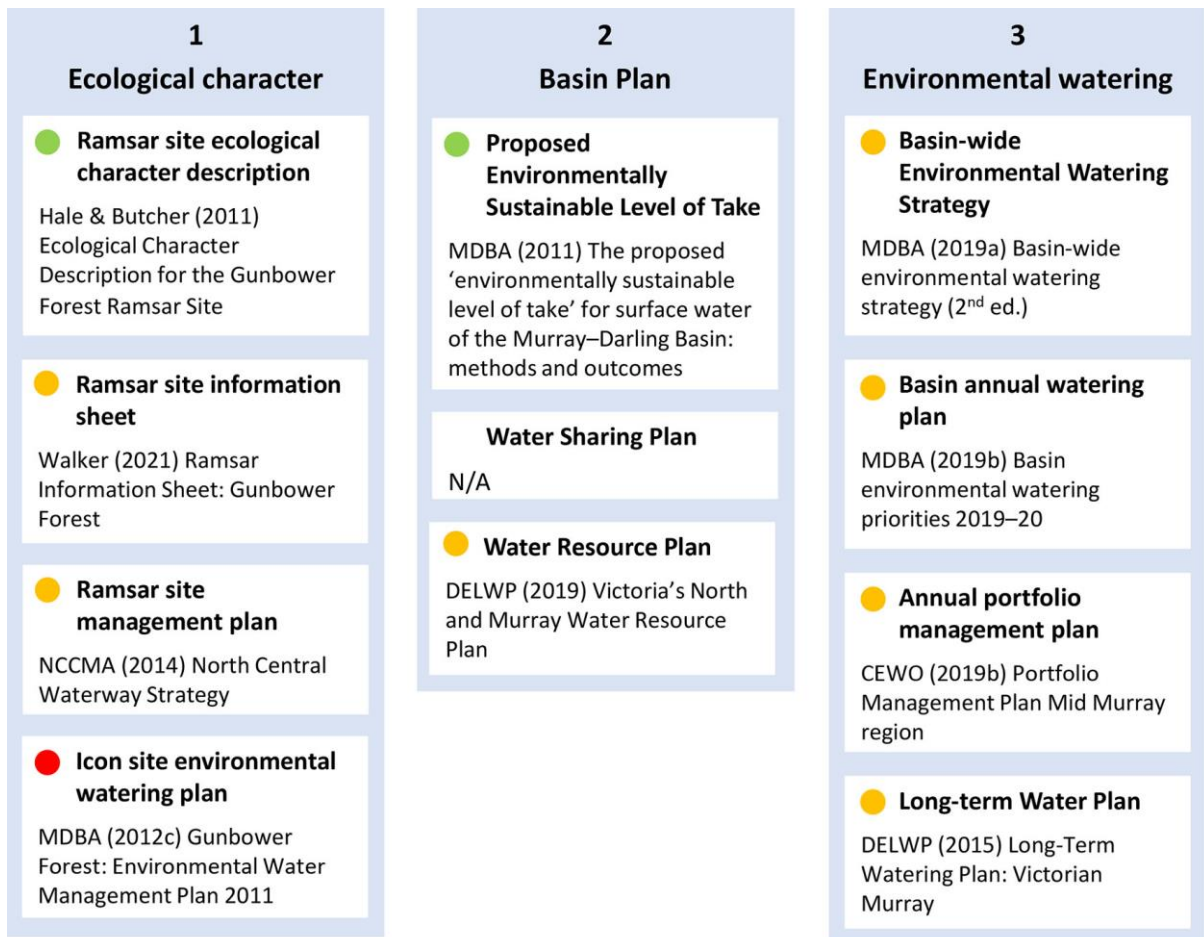 1
Ecological character
Ramsar site ecological
character description
Hale & Butcher (2011)
Ecological Character
Description for the Gunbower
Forest Ramsar Site
Ramsar site information
sheet
Walker (2021) Ramsar
Information Sheet: Gunbower
Forest
Ramsar site
management plan
NCCMA (2014) North Central
Waterway Strategy
Icon site environmental
watering plan
MDBA (2012c) Gunbower
Forest: Environmental Water
Management Plan 2011
2
Basin Plan
Proposed
Environmentally
Sustainable Level of Take
MDBA (2011) The proposed
‘environmentally sustainable
level of take’ for surface water
of the Murray–Darling Basin:
methods and outcomes
Water Sharing Plan
N/A
Water Resource Plan
DELWP (2019) Victoria’s North
and Murray Water Resource
Plan
3
Environmental watering
Basin-wide
Environmental Watering
Strategy
MDBA (2019a) Basin-wide
environmental watering
strategy (2nd ed.)
Basin annual watering
plan
MDBA (2019b) Basin
environmental watering
priorities 2019–20
Annual portfolio
management plan
CEWO (2019b) Portfolio
Management Plan Mid Murray
region
Long-term Water Plan
DELWP (2015) Long-Term
Watering Plan: Victorian
Murray